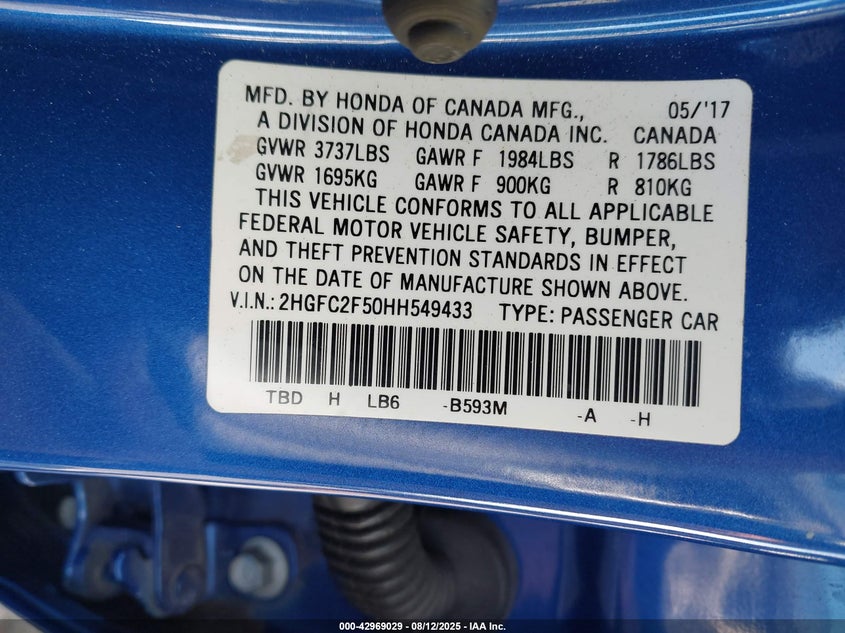 MFD. BY HONDA OF CANADA MFG., 05/'17
A DIVISION OF HONDA CANADA INC. CANADA
GVWR 3737LBS GAWR F 1984LBS R 1786LBS
GVWR 1695KG GAWR F 900KG R 810KG
THIS VEHICLE CONFORMS TO ALL APPLICABLE
FEDERAL MOTOR VEHICLE SAFETY, BUMPER,
AND THEFT PREVENTION STANDARDS IN EFFECT
ON THE DATE OF MANUFACTURE SHOWN ABOVE.
V.I.N.: 2HGFC2F50HH549433 TYPE: PASSENGER CAR
TBD H LB6 -B593M -A -H
000-42969029 - 08/12/2025 - IAA Inc.